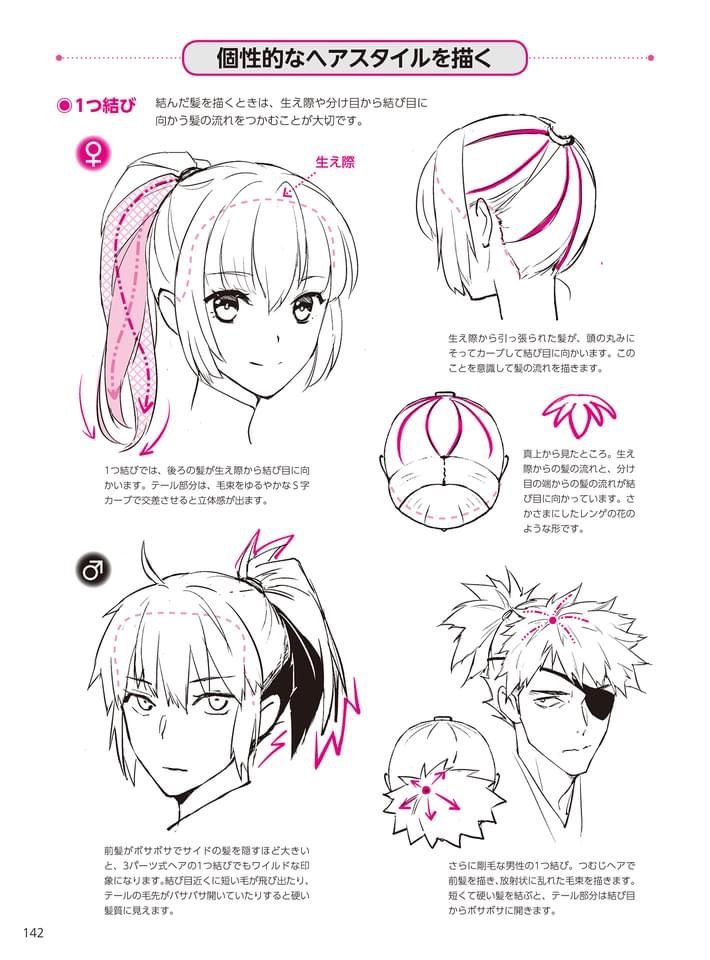 個性的なヘアスタイルを描く
◉1つ結び
結んだ髪を描くときは、生え際や分け目から結び目に
向かう髪の流れをつかむことが大切です。
♀
生え際
生え際から引っ張られた髪が、頭の丸みに
そってカーブして結び目に向かいます。この
ことを意識して髪の流れを描きます。
真上から見たところ。生え
際からの髪の流れと、分け
目の端からの髪の流れが結
び目に向かっています。さ
かさまにしたレンゲの花の
ような形です。
1つ結びでは、後ろの髪が生え際から結び目に向
かいます。テール部分は、毛束をゆるやかなS字
カーブで交差させると立体感が出ます。
♂
前髪がボサボサでサイドの髪を隠すほど大きい
と、3パーツ式ヘアの1つ結びでもワイルドな印
象になります。結び目近くに短い毛が飛び出たり、
テールの毛先がバサバサ開いていたりすると硬い
髪質に見えます。
さらに剛毛な男性の1つ結び。つむじヘアで
前髪を描き、放射状に乱れた毛束を描きます。
短くて硬い髪を結ぶと、テール部分は結び目
からボサボサに開きます。
142